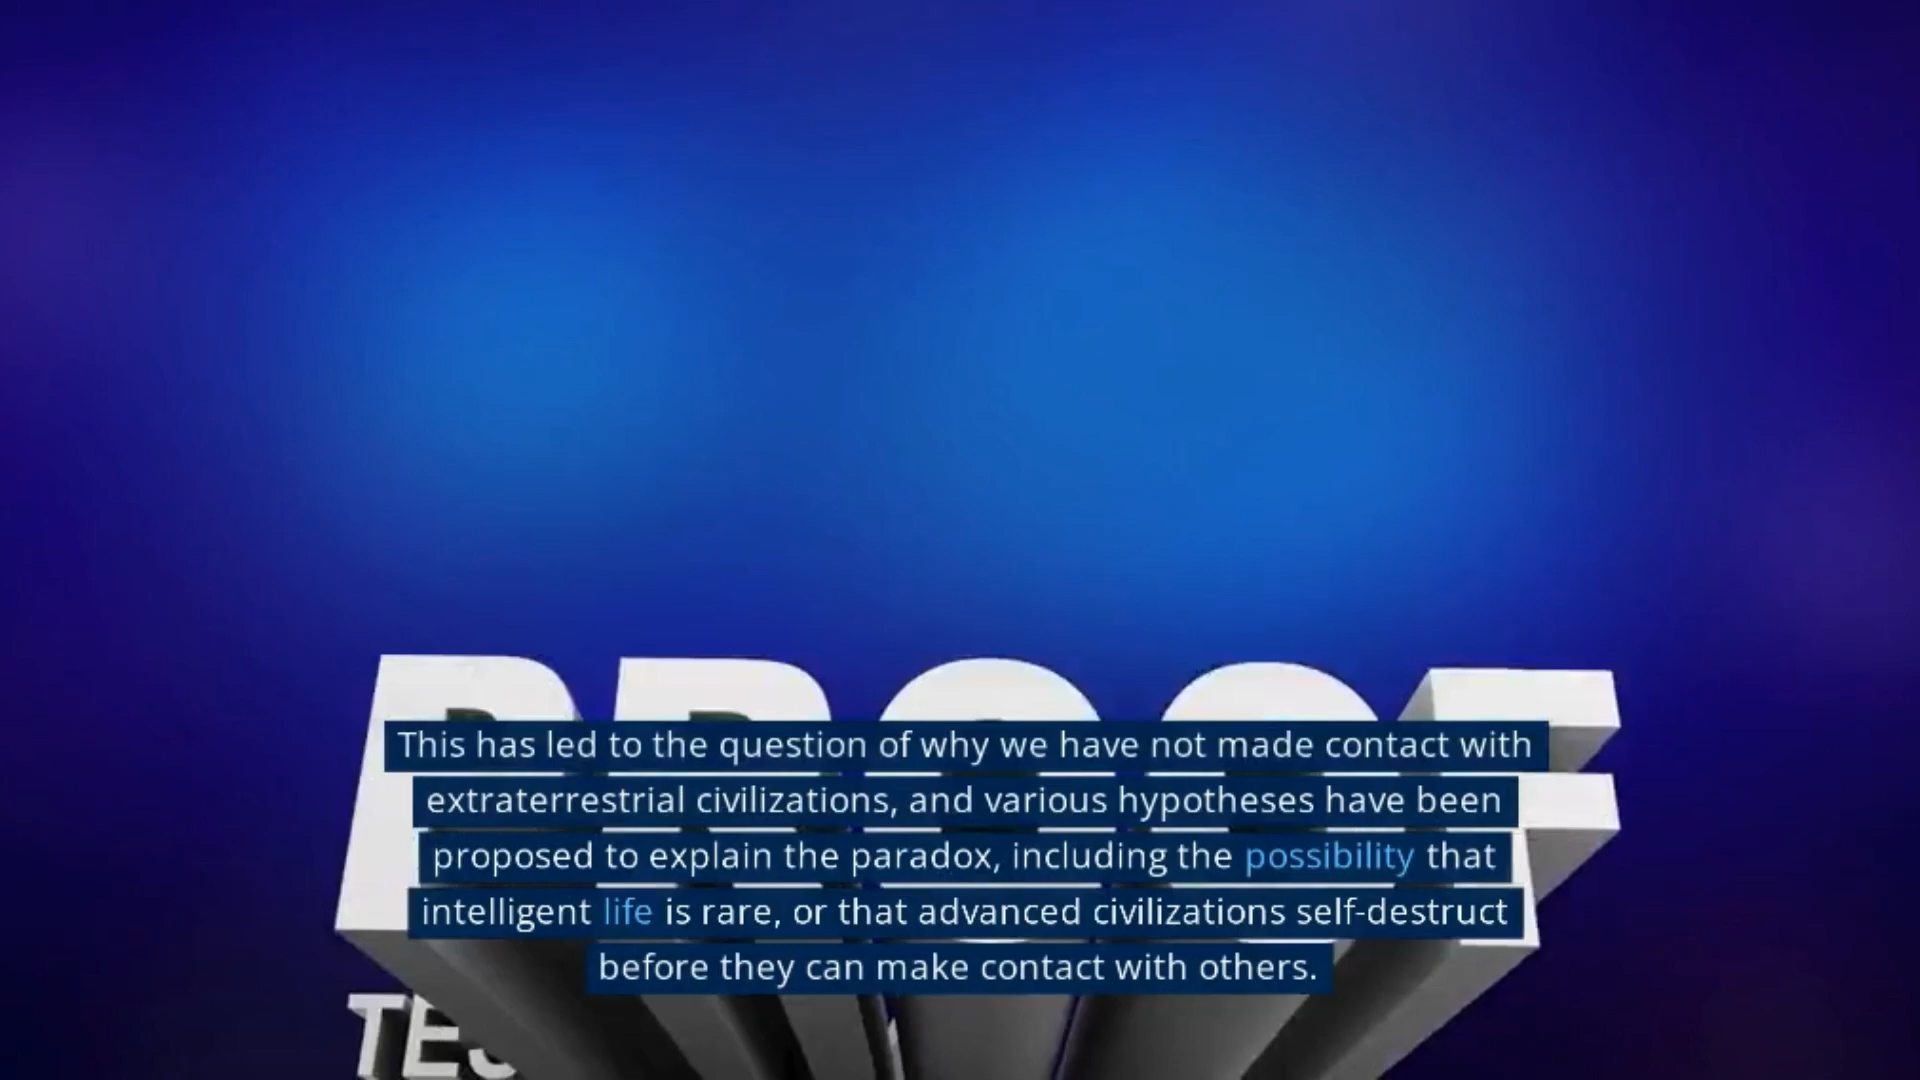 PROOF
This has led to the question of why we have not made contact with
extraterrestrial civilizations, and various hypotheses have been
proposed to explain the paradox, including the possibility that
intelligent life is rare, or that advanced civilizations self-destruct
before they can make contact with others.